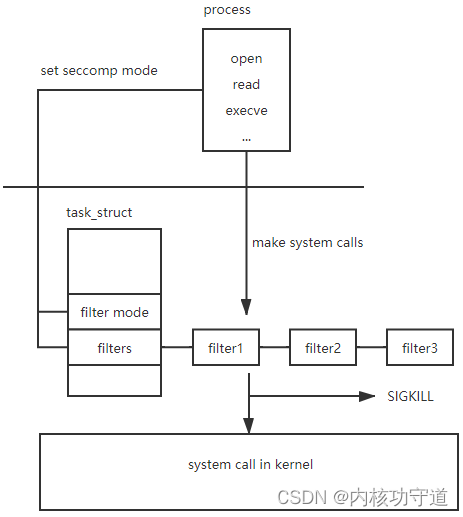 process
open
read
execve
...
set seccomp mode
task_struct
make system calls
filter mode
filters
filter1
filter2
filter3
SIGKILL
system call in kernel
CSDN @内核功守道